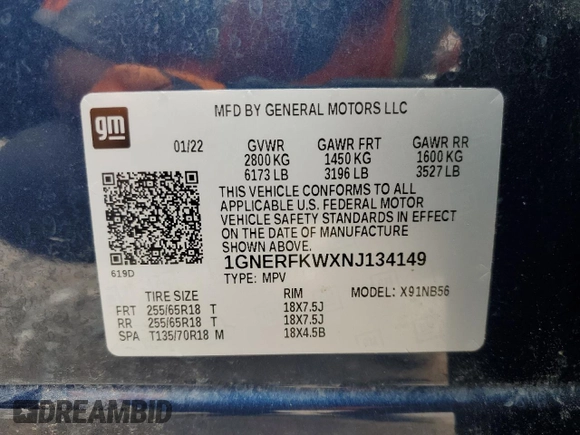 gm
MFD BY GENERAL MOTORS LLC
01/22 GVWR GAWR FRT GAWR RR
2800 KG 1450 KG 1600 KG
6173 LB 3196 LB 3527 LB
THIS VEHICLE CONFORMS TO ALL
APPLICABLE U.S. FEDERAL MOTOR
VEHICLE SAFETY STANDARDS IN EFFECT
ON THE DATE OF MANUFACTURE
SHOWN ABOVE.
619D
1GNERFKWXNJ134149
TYPE: MPV
TIRE SIZE RIM MODEL: X91NB56
FRT 255/65R18 T 18X7.5J
RR 255/65R18 T 18X7.5J
SPA T135/70R18 M 18X4.5B
DREAMBID